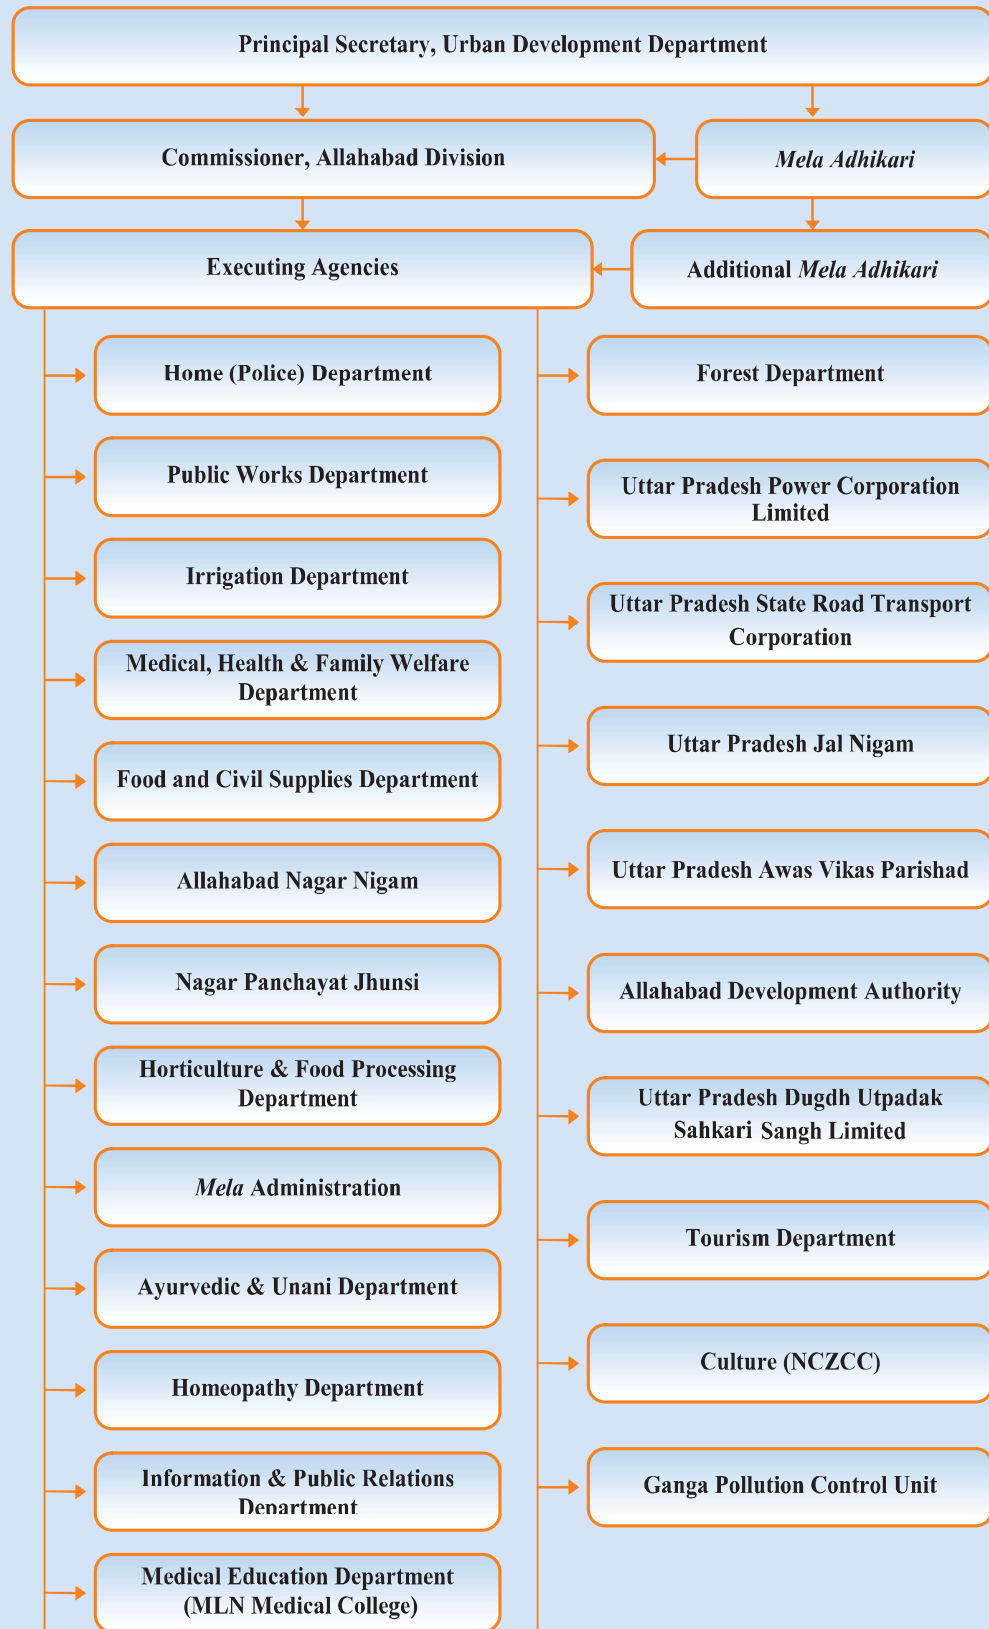 Principal Secretary, Urban Development Department
Commissioner, Allahabad Division
Mela Adhikari
Executing Agencies
Additional Mela Adhikari
Home (Police) Department
Public Works Department
Irrigation Department
Medical, Health & Family Welfare
Department
Food and Civil Supplies Department
Allahabad Nagar Nigam
Nagar Panchayat Jhunsi
Horticulture & Food Processing
Department
Mela Administration
Ayurvedic & Unani Department
Homeopathy Department
Information & Public Relations
Department
Medical Education Department
(MLN Medical College)
Forest Department
Uttar Pradesh Power Corporation
Limited
Uttar Pradesh State Road Transport
Corporation
Uttar Pradesh Jal Nigam
Uttar Pradesh Awas Vikas Parishad
Allahabad Development Authority
Uttar Pradesh Dugdh Utpadak
Sahkari Sangh Limited
Tourism Department
Culture (NCZCC)
Ganga Pollution Control Unit